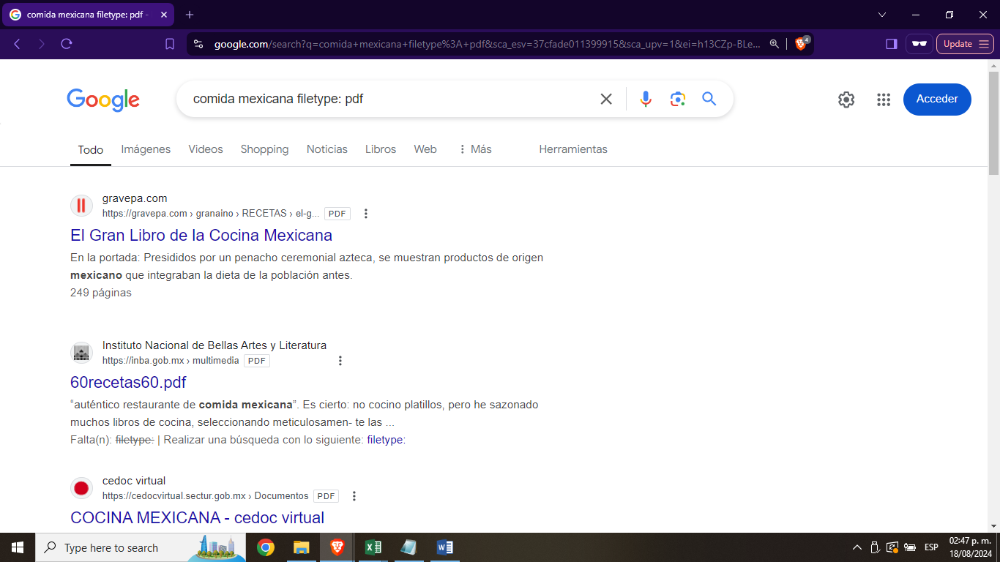 comida mexicana filetype: pdf -
google.com/search?q=comida+mexicana+filetype%3A+pdf&sca_esv=37cfade011399915&sca_upv=1&ei=h13CZp-BLe...
4
Update
Google
comida mexicana filetype: pdf
Acceder
Todo
Imágenes
Videos
Shopping
Noticias
Libros
Web
Más
Herramientas
gravepa.com
https://gravepa.com › granaino › RECETAS › el-g... PDF
El Gran Libro de la Cocina Mexicana
En la portada: Presididos por un penacho ceremonial azteca, se muestran productos de origen
mexicano que integraban la dieta de la población antes.
249 páginas
Instituto Nacional de Bellas Artes y Literatura
https://inba.gob.mx › multimedia PDF
60recetas60.pdf
“auténtico restaurante de comida mexicana”. Es cierto: no cocino platillos, pero he sazonado
muchos libros de cocina, seleccionando meticulosamen- te las ...
Falta(n): filetype: | Realizar una búsqueda con lo siguiente: filetype:
cedoc virtual
https://cedocvirtual.sectur.gob.mx › Documentos PDF
COCINA MEXICANA - cedoc virtual
Type here to search
ESP
02:47 p. m.
18/08/2024